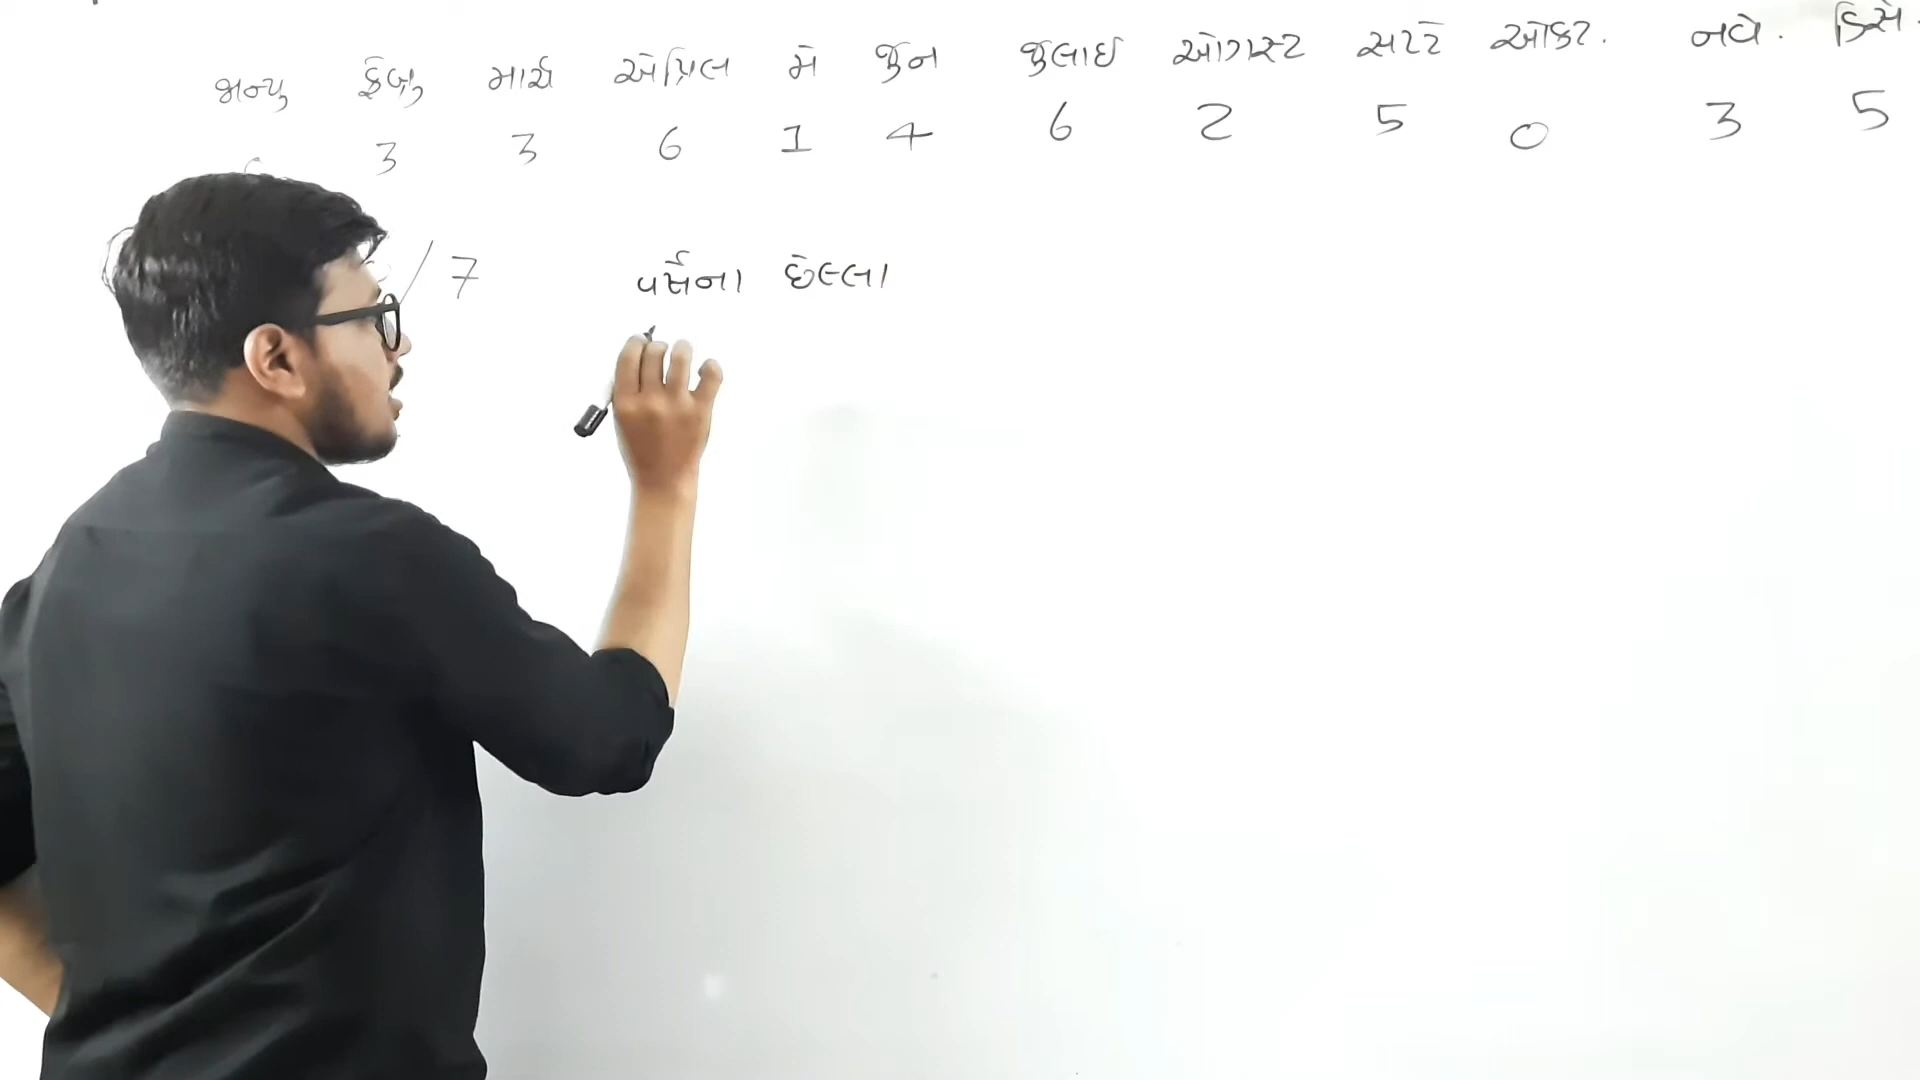 જાન્યુ ફેબ્રુ માર્ચ એપ્રિલ મે જુન જુલાઇ ઓગસ્ટ સપ્ટે ઓક્ટ. નવે. ડિસે.
3 3 6 1 4 6 2 5 0 3 5
/ 7 વર્ષના છેલ્લા